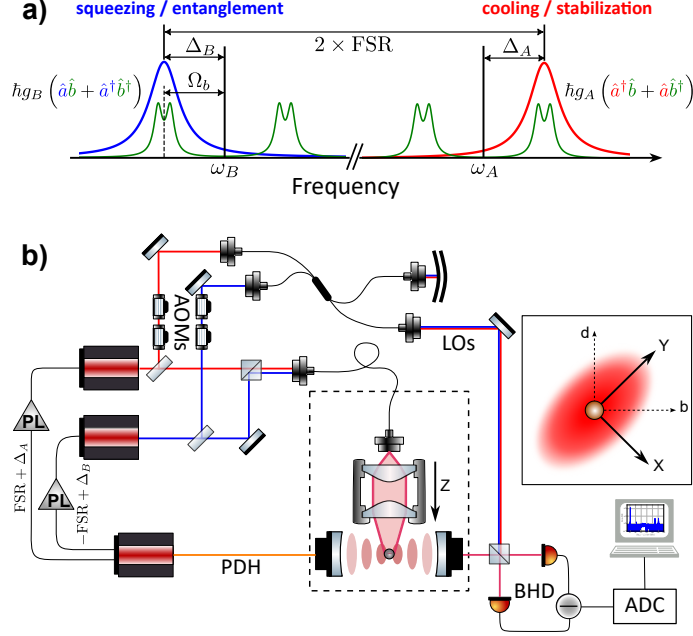 a)
squeezing / entanglement
cooling / stabilization
2 × FSR
Δ_B
Δ_A
Ω_b
ħg_B (âb̂ + â†b̂†)
ħg_A (â†b̂ + âb̂†)
ω_B
ω_A
Frequency
b)
AOMs
LOs
PL
PL
FSR + Δ_A
−FSR + Δ_B
PDH
Z
d
Y
b
X
BHD
ADC